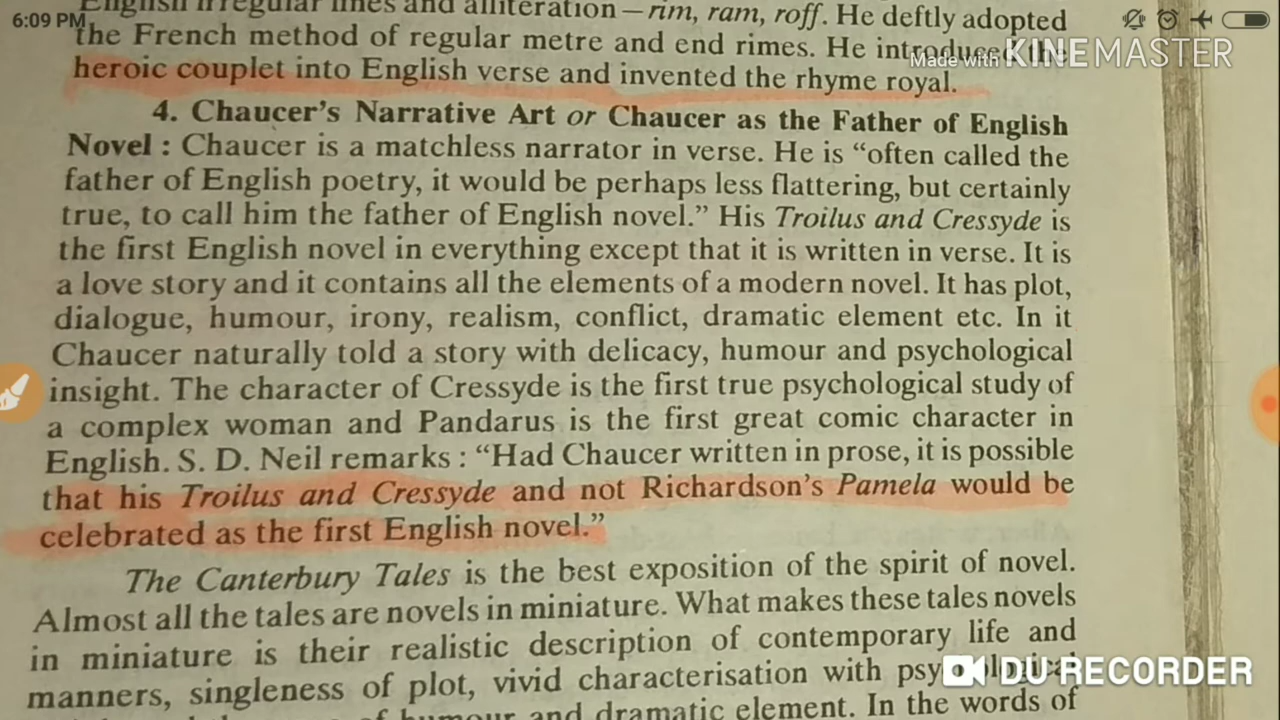 6:09 PM
English irregular lines and alliteration—rim, ram, roff. He deftly adopted
the French method of regular metre and end rimes. He introduced the
Made with KINEMASTER
heroic couplet into English verse and invented the rhyme royal.
4. Chaucer's Narrative Art or Chaucer as the Father of English
Novel : Chaucer is a matchless narrator in verse. He is “often called the
father of English poetry, it would be perhaps less flattering, but certainly
true, to call him the father of English novel.” His Troilus and Cressyde is
the first English novel in everything except that it is written in verse. It is
a love story and it contains all the elements of a modern novel. It has plot,
dialogue, humour, irony, realism, conflict, dramatic element etc. In it
Chaucer naturally told a story with delicacy, humour and psychological
insight. The character of Cressyde is the first true psychological study of
a complex woman and Pandarus is the first great comic character in
English. S. D. Neil remarks : “Had Chaucer written in prose, it is possible
that his Troilus and Cressyde and not Richardson's Pamela would be
celebrated as the first English novel.”
The Canterbury Tales is the best exposition of the spirit of novel.
Almost all the tales are novels in miniature. What makes these tales novels
in miniature is their realistic description of contemporary life and
manners, singleness of plot, vivid characterisation with psychological
DU RECORDER
of humour and dramatic element. In the words of